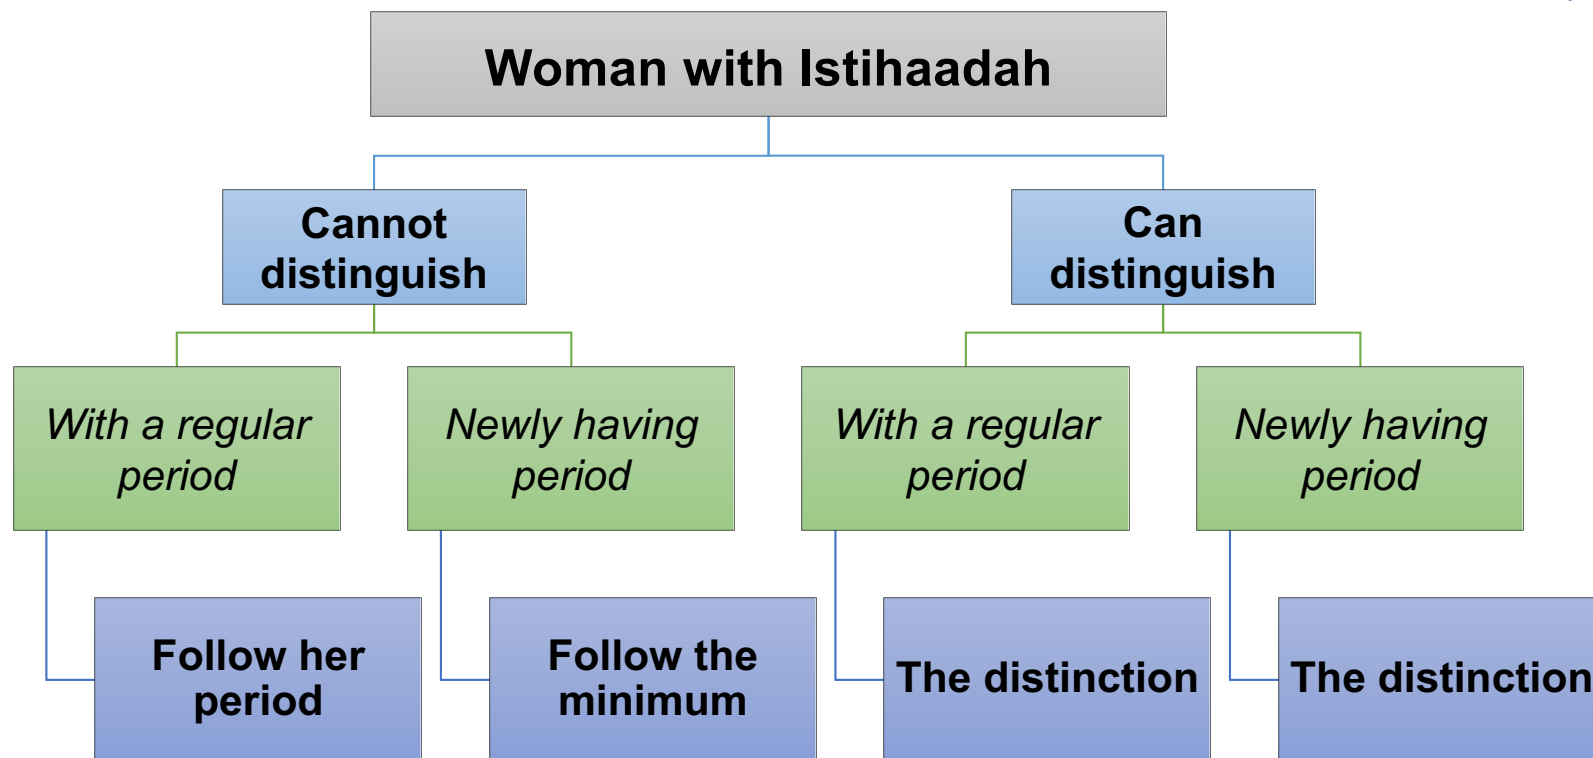 Woman with Istihaadah
Cannot
distinguish
Can
distinguish
With a regular
period
Newly having
period
With a regular
period
Newly having
period
Follow her
period
Follow the
minimum
The distinction
The distinction